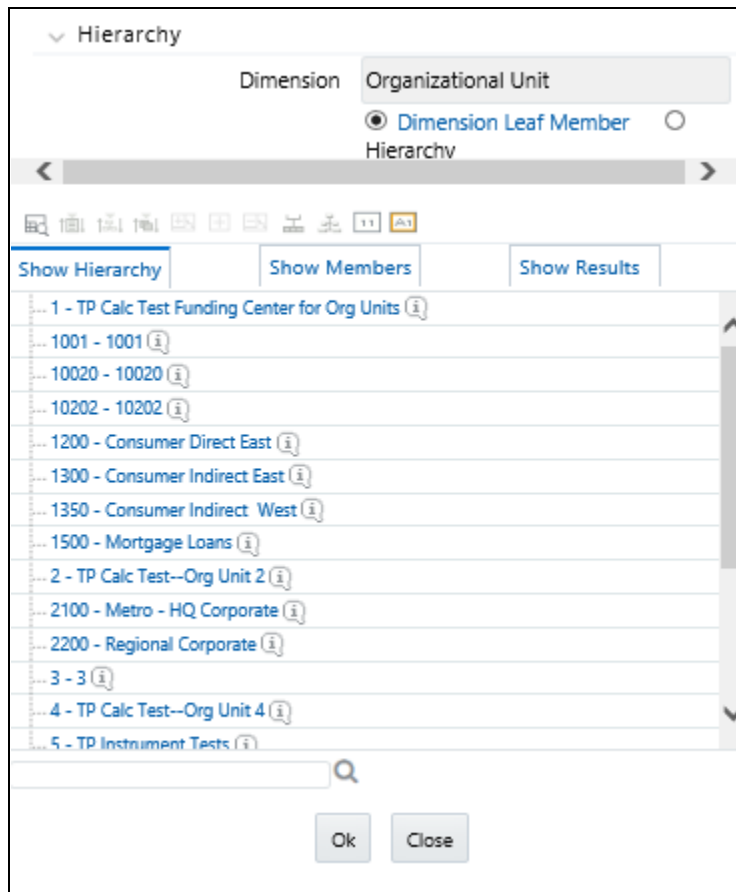 Hierarchy
Dimension Organizational Unit
Dimension Leaf Member
Hierarchy
11 A1
Show Hierarchy Show Members Show Results
1 - TP Calc Test Funding Center for Org Units
1001 - 1001
10020 - 10020
10202 - 10202
1200 - Consumer Direct East
1300 - Consumer Indirect East
1350 - Consumer Indirect West
1500 - Mortgage Loans
2 - TP Calc Test--Org Unit 2
2100 - Metro - HQ Corporate
2200 - Regional Corporate
3 - 3
4 - TP Calc Test--Org Unit 4
5 - TP Instrument Tests
Ok Close